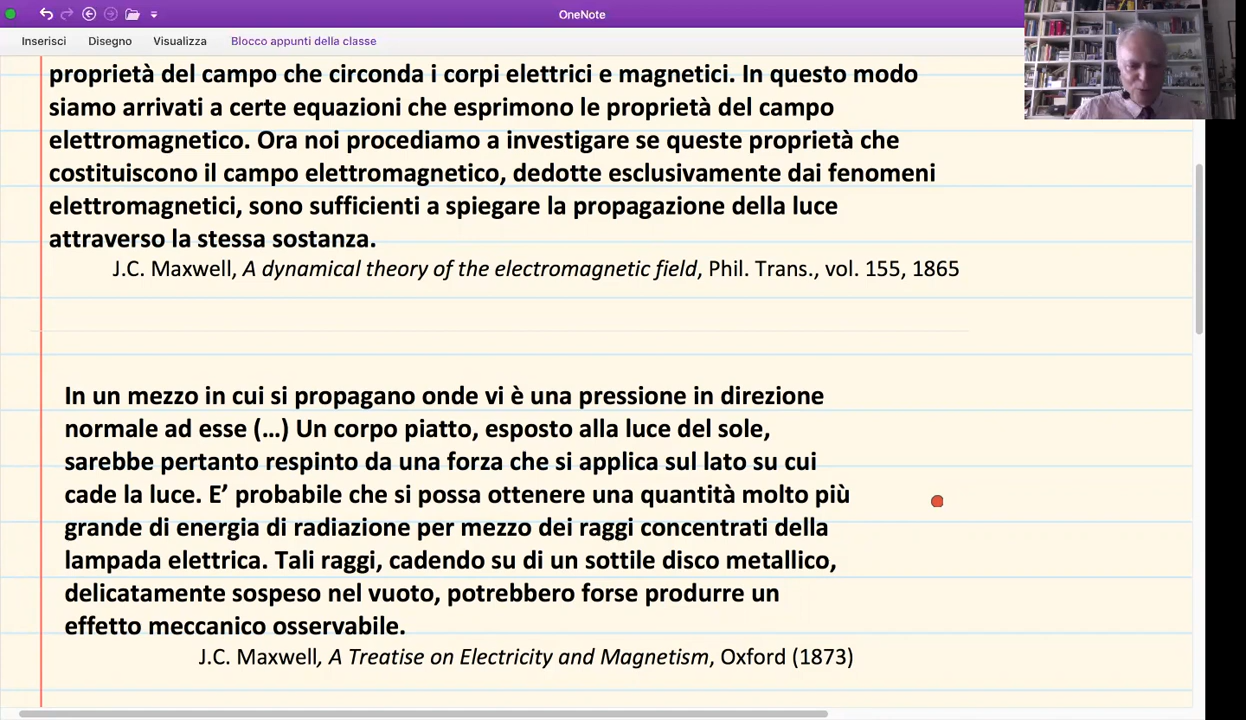 OneNote
Inserisci Disegno Visualizza Blocco appunti della classe
proprietà del campo che circonda i corpi elettrici e magnetici. In questo modo
siamo arrivati a certe equazioni che esprimono le proprietà del campo
elettromagnetico. Ora noi procediamo a investigare se queste proprietà che
costituiscono il campo elettromagnetico, dedotte esclusivamente dai fenomeni
elettromagnetici, sono sufficienti a spiegare la propagazione della luce
attraverso la stessa sostanza.
J.C. Maxwell, A dynamical theory of the electromagnetic field, Phil. Trans., vol. 155, 1865
In un mezzo in cui si propagano onde vi è una pressione in direzione
normale ad esse (…) Un corpo piatto, esposto alla luce del sole,
sarebbe pertanto respinto da una forza che si applica sul lato su cui
cade la luce. E’ probabile che si possa ottenere una quantità molto più
grande di energia di radiazione per mezzo dei raggi concentrati della
lampada elettrica. Tali raggi, cadendo su di un sottile disco metallico,
delicatamente sospeso nel vuoto, potrebbero forse produrre un
effetto meccanico osservabile.
J.C. Maxwell, A Treatise on Electricity and Magnetism, Oxford (1873)